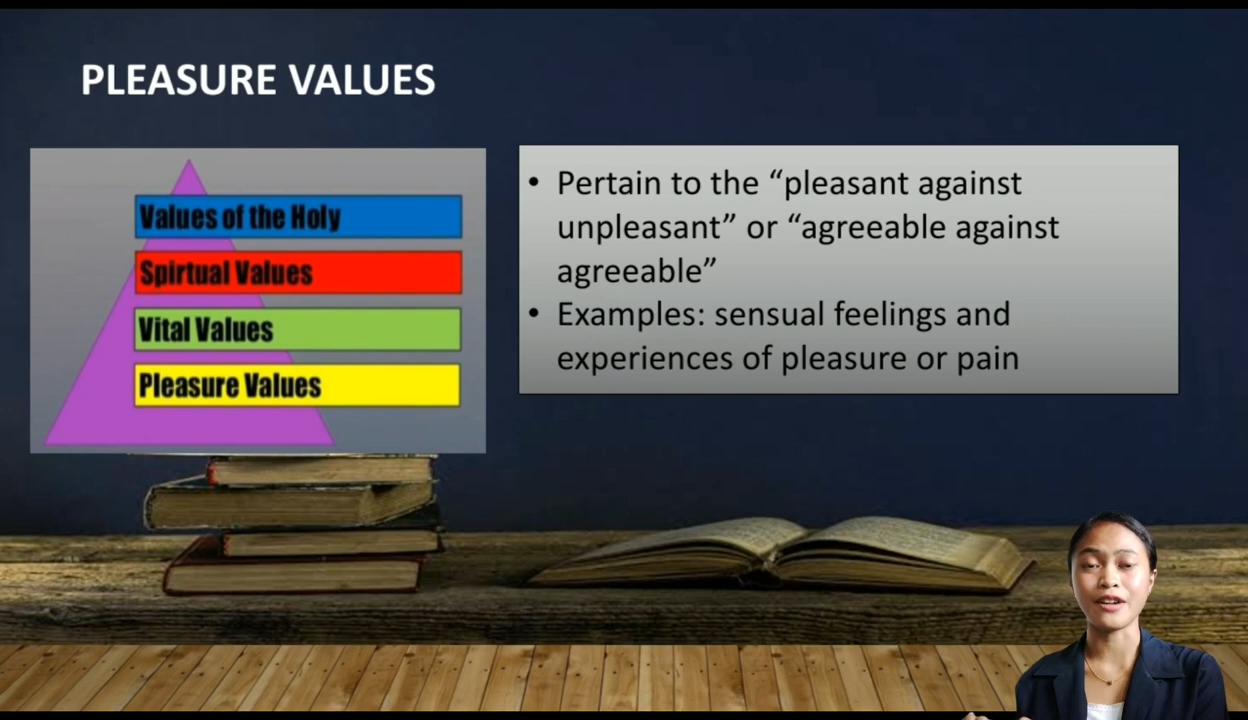 PLEASURE VALUES
Values of the Holy
Spirtual Values
Vital Values
Pleasure Values
• Pertain to the “pleasant against
unpleasant” or “agreeable against
agreeable”
• Examples: sensual feelings and
experiences of pleasure or pain